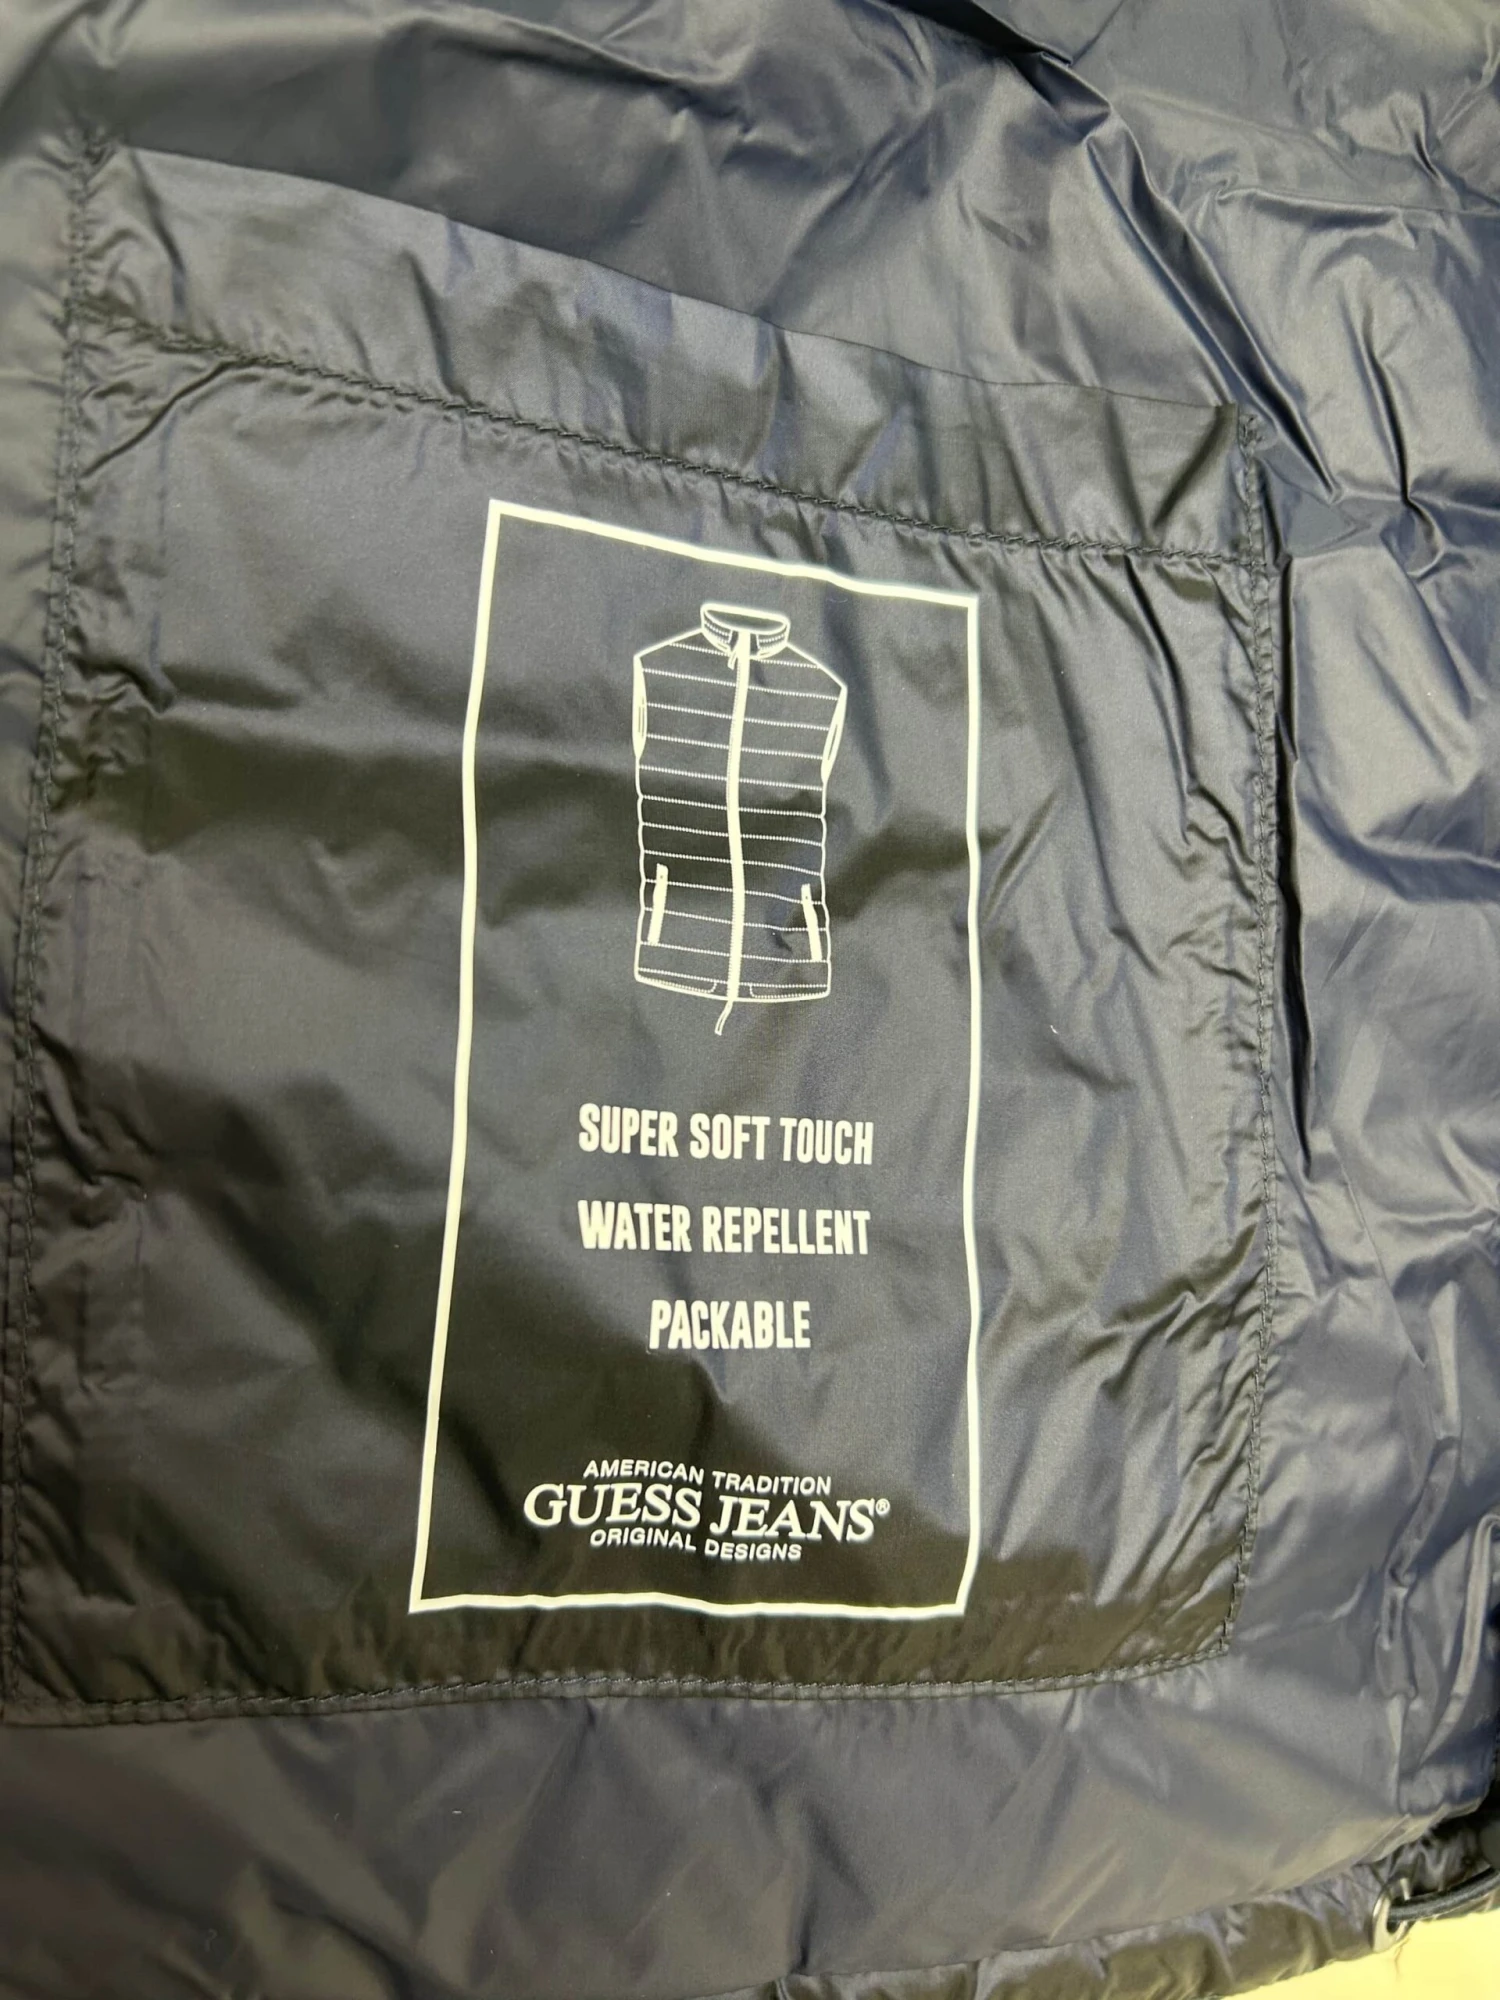 SUPER SOFT TOUCH
WATER REPELLENT
PACKABLE
AMERICAN TRADITION
GUESS JEANS®
ORIGINAL DESIGNS